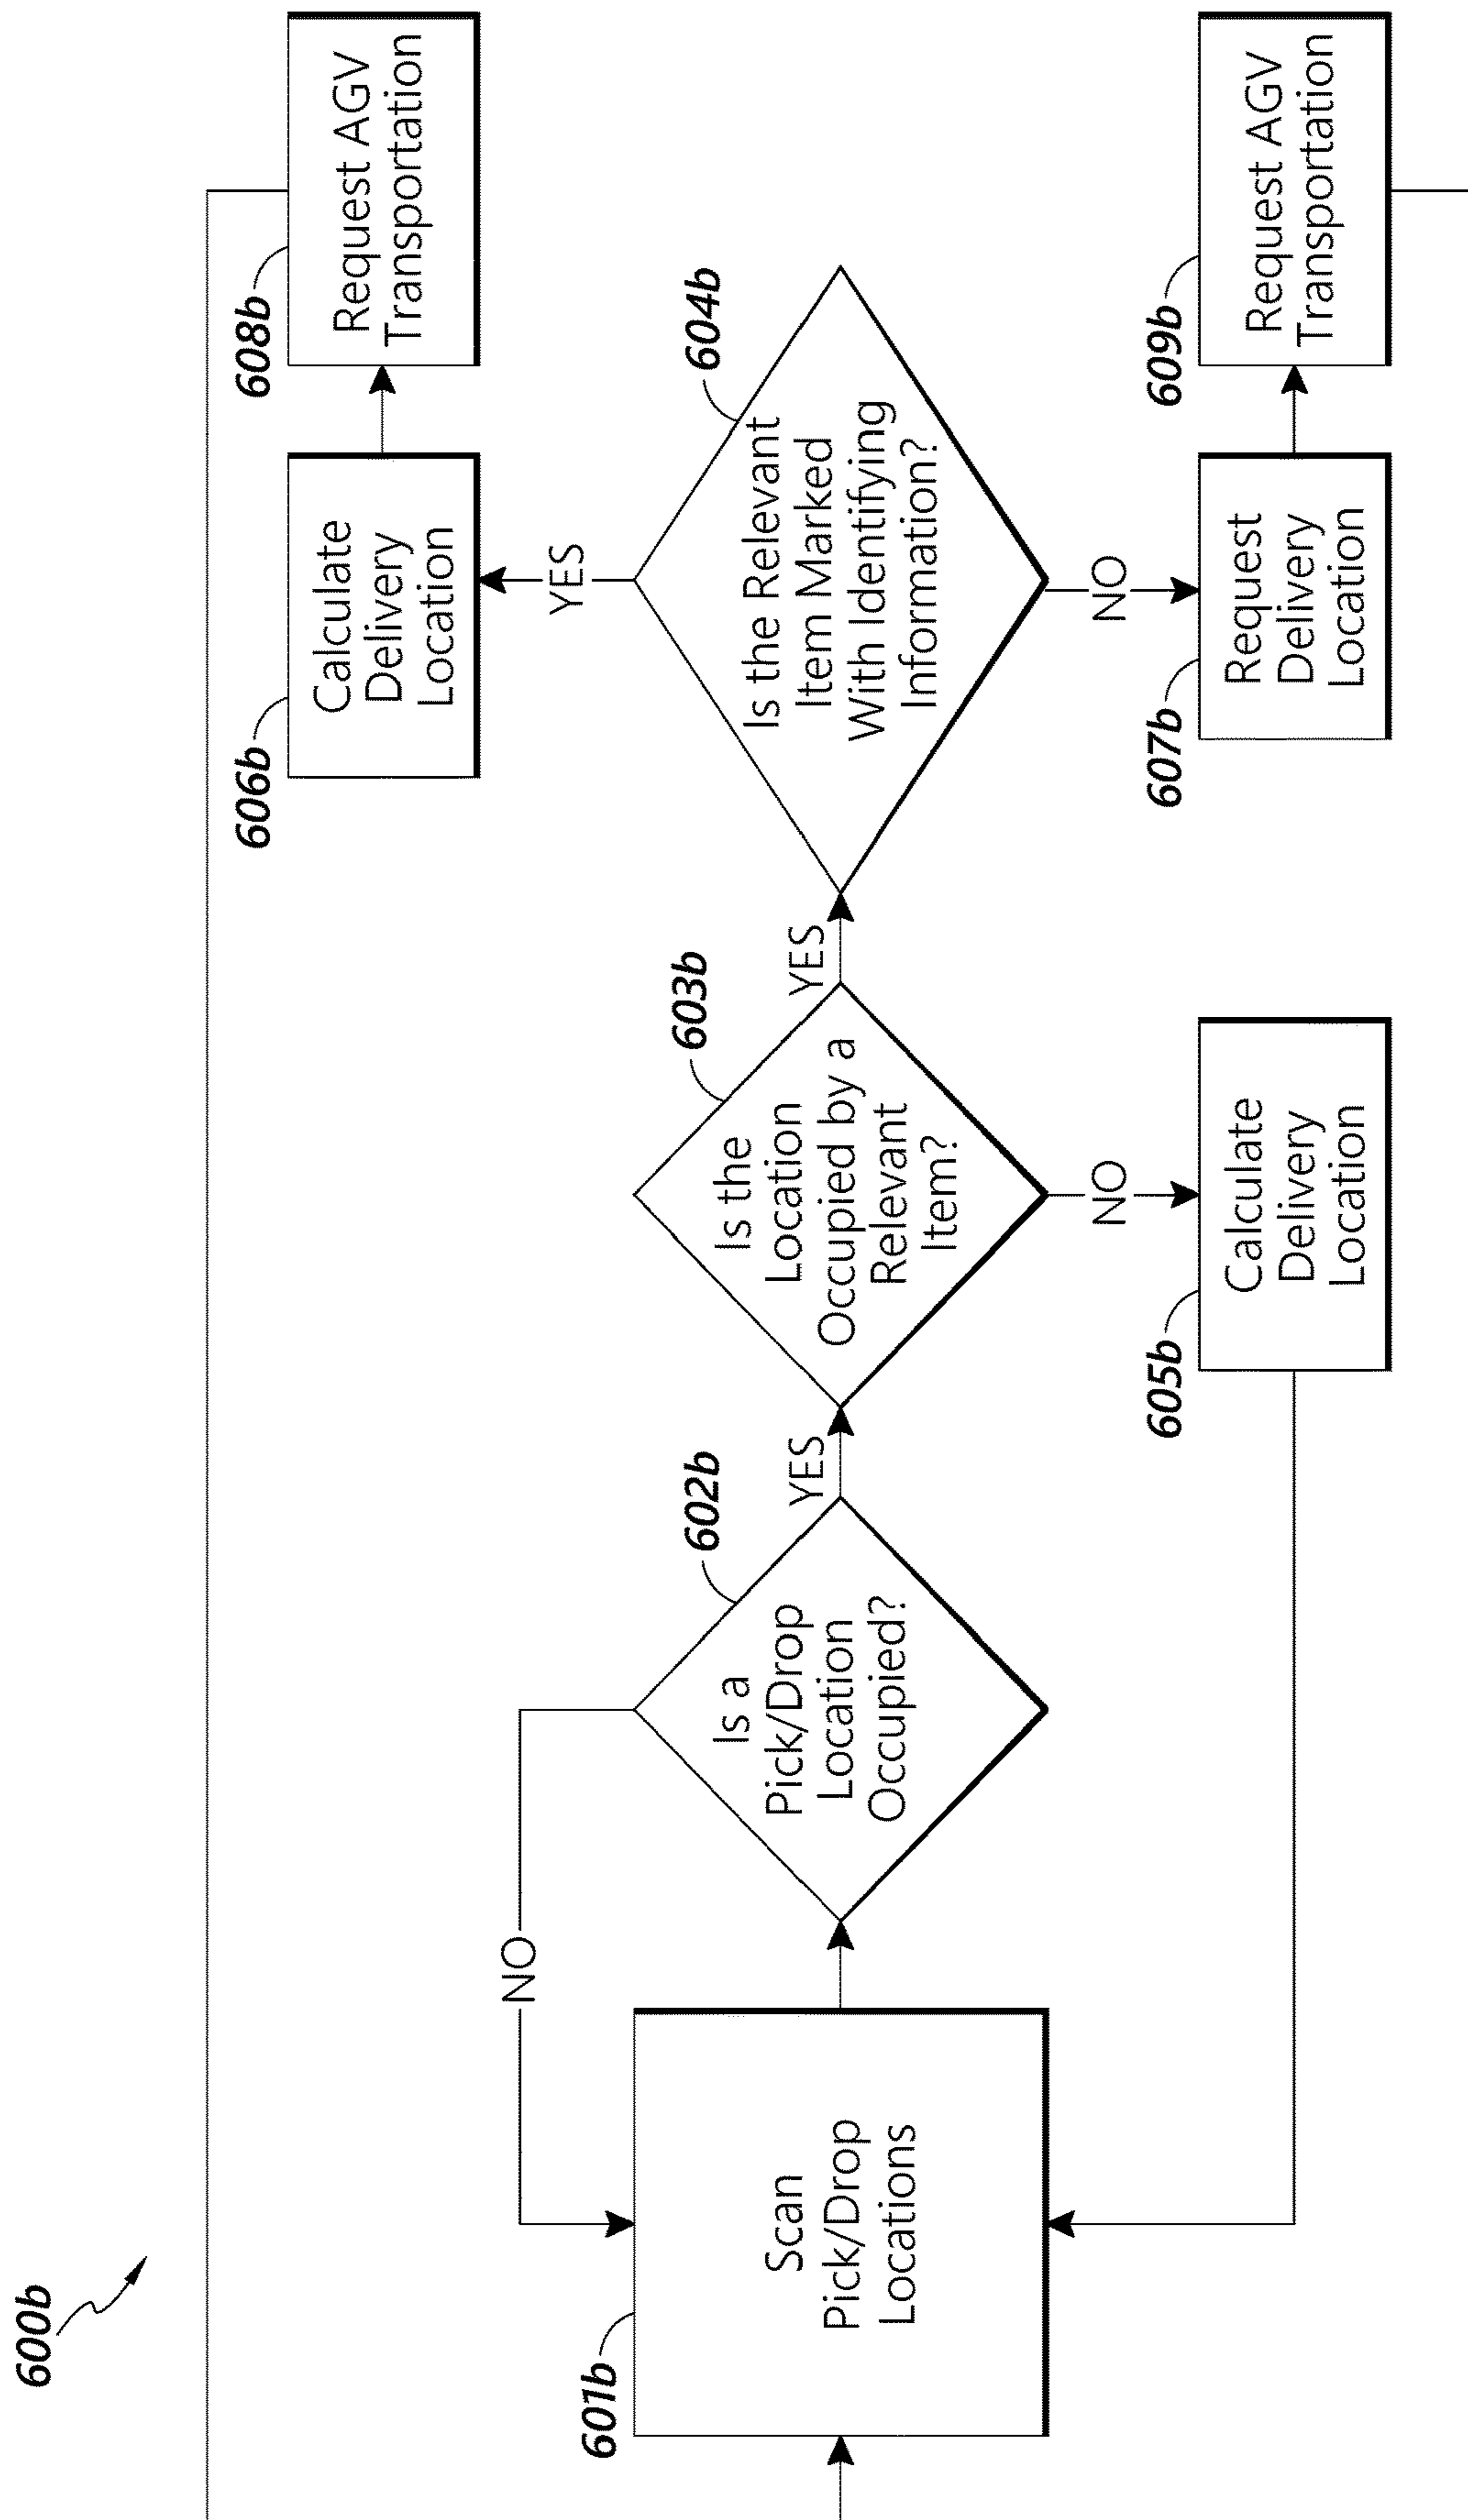 600b
601b
Scan
Pick/Drop
Locations
NO
602b
Is a
Pick/Drop
Location
Occupied?
YES
603b
Is the
Location
Occupied by a
Relevant
Item?
YES
NO
605b
Calculate
Delivery
Location
604b
Is the Relevant
Item Marked
With Identifying
Information?
YES
606b
Calculate
Delivery
Location
608b
Request AGV
Transportation
NO
607b
Request
Delivery
Location
609b
Request AGV
Transportation